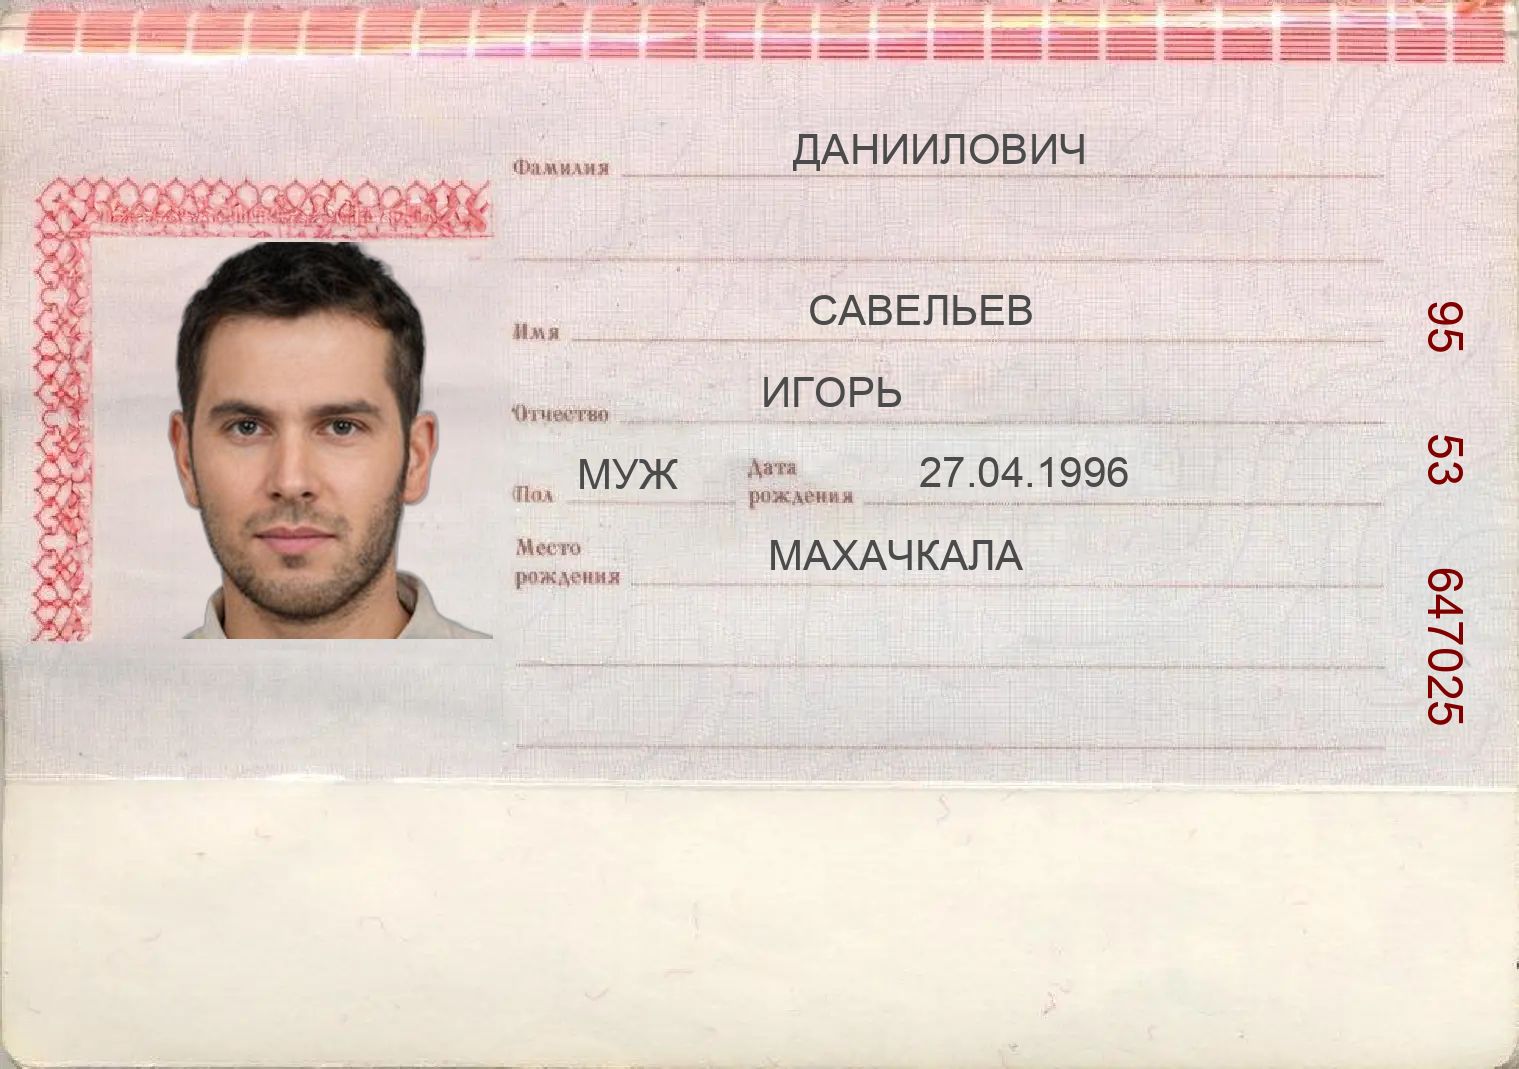 Фамилия ДАНИИЛОВИЧ
Имя САВЕЛЬЕВ
Отчество ИГОРЬ
Пол МУЖ Дата рождения 27.04.1996
Место рождения МАХАЧКАЛА
95 53 647025